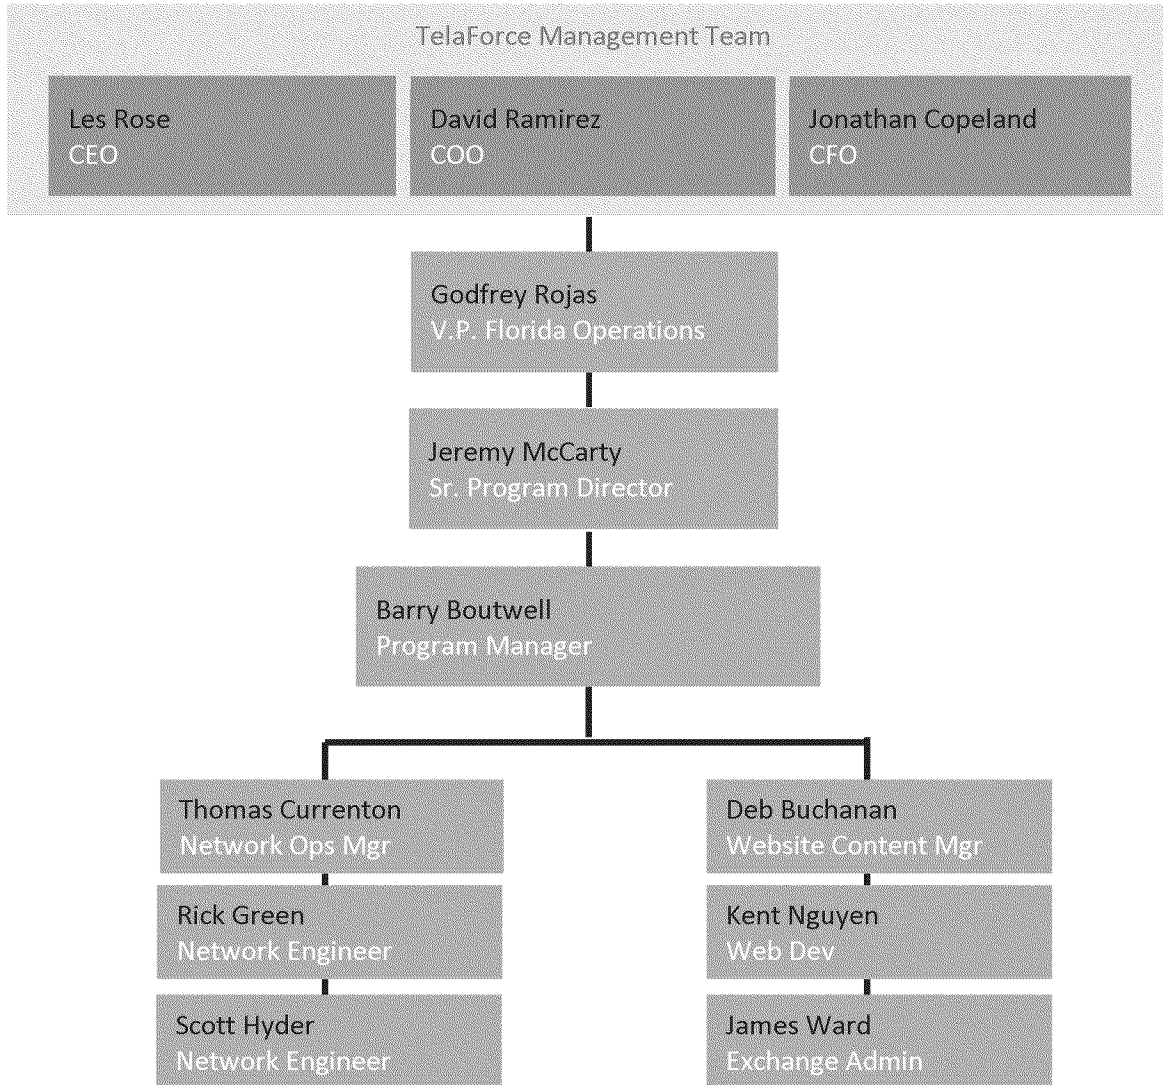 TelaForce Management Team
Les Rose
CEO
David Ramirez
COO
Jonathan Copeland
CFO
Godfrey Rojas
V.P. Florida Operations
Jeremy McCarty
Sr. Program Director
Barry Boutwell
Program Manager
Thomas Currenton
Network Ops Mgr
Rick Green
Network Engineer
Scott Hyder
Network Engineer
Deb Buchanan
Website Content Mgr
Kent Nguyen
Web Dev
James Ward
Exchange Admin